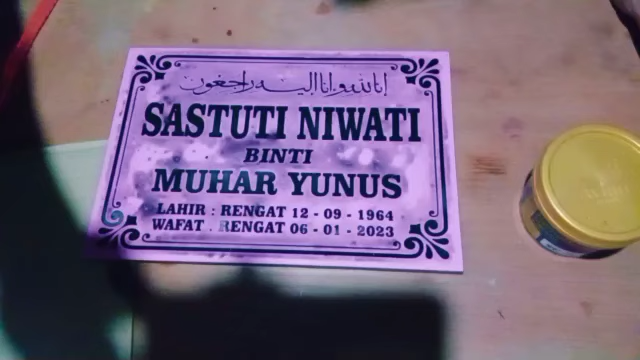 انا لله وانا اليه راجعون
SASTUTI NIWATI
BINTI
MUHAR YUNUS
LAHIR : RENGAT 12 - 09 - 1964
WAFAT : RENGAT 06 - 01 - 2023